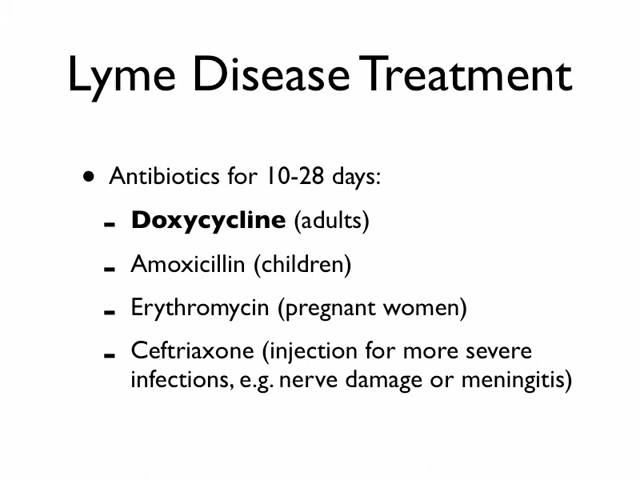 Lyme Disease Treatment
• Antibiotics for 10-28 days:
- Doxycycline (adults)
- Amoxicillin (children)
- Erythromycin (pregnant women)
- Ceftriaxone (injection for more severe
infections, e.g. nerve damage or meningitis)